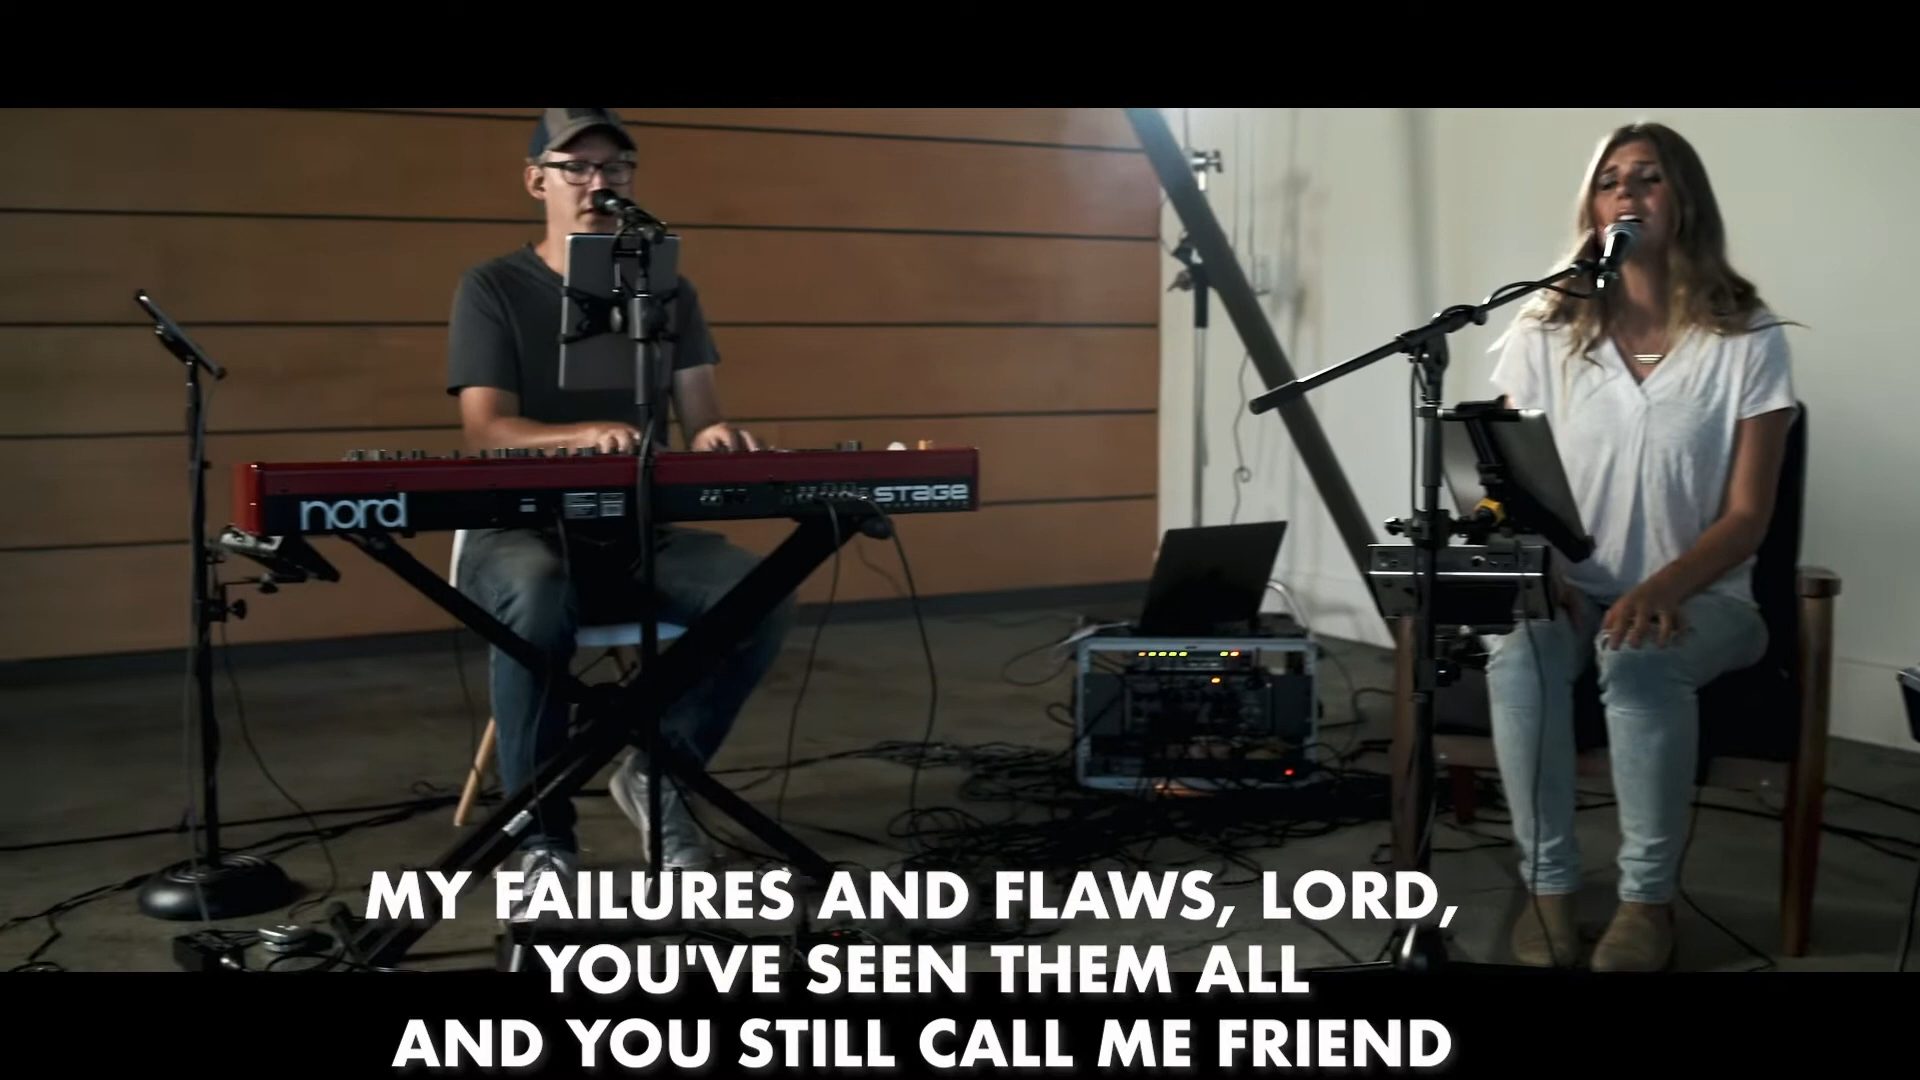 nord
stage
MY FAILURES AND FLAWS, LORD,
YOU'VE SEEN THEM ALL
AND YOU STILL CALL ME FRIEND